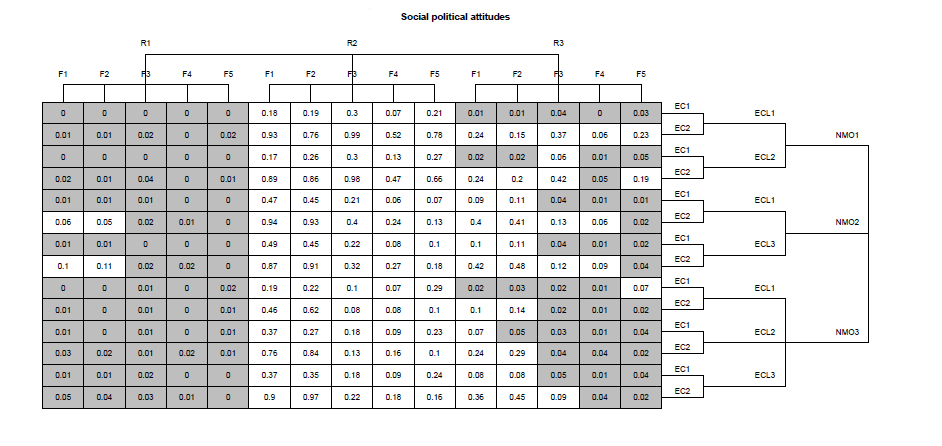 Social political attitudes
R1 R2 R3
F1 F2 F3 F4 F5 F1 F2 F3 F4 F5 F1 F2 F3 F4 F5
0 0 0 0 0 0.18 0.19 0.3 0.07 0.21 0.01 0.01 0.04 0 0.03 EC1
ECL1
0.01 0.01 0.02 0 0.02 0.93 0.76 0.99 0.52 0.78 0.24 0.15 0.37 0.06 0.23 EC2
NMO1
0 0 0 0 0 0.17 0.26 0.3 0.13 0.27 0.02 0.02 0.06 0.01 0.05 EC1
ECL2
0.02 0.01 0.04 0 0.01 0.89 0.86 0.98 0.47 0.66 0.24 0.2 0.42 0.05 0.19 EC2
0.01 0.01 0.01 0 0 0.47 0.45 0.21 0.06 0.07 0.09 0.11 0.04 0.01 0.01 EC1
ECL1
0.06 0.05 0.02 0.01 0 0.94 0.93 0.4 0.24 0.13 0.4 0.41 0.13 0.06 0.02 EC2
NMO2
0.01 0.01 0 0 0 0.49 0.45 0.22 0.08 0.1 0.1 0.11 0.04 0.01 0.02 EC1
ECL3
0.1 0.11 0.02 0.02 0 0.87 0.91 0.32 0.27 0.18 0.42 0.48 0.12 0.09 0.04 EC2
0 0 0.01 0 0.02 0.19 0.22 0.1 0.07 0.29 0.02 0.03 0.02 0.01 0.07 EC1
ECL1
0.01 0 0.01 0 0 0.46 0.62 0.08 0.08 0.1 0.1 0.14 0.02 0.01 0.02 EC2
0.01 0 0.01 0 0.01 0.37 0.27 0.18 0.09 0.23 0.07 0.05 0.03 0.01 0.04 EC1
ECL2 NMO3
0.03 0.02 0.01 0.02 0.01 0.76 0.84 0.13 0.16 0.1 0.24 0.29 0.04 0.04 0.02 EC2
0.01 0.01 0.02 0 0 0.37 0.35 0.18 0.09 0.24 0.08 0.08 0.05 0.01 0.04 EC1
ECL3
0.05 0.04 0.03 0.01 0 0.9 0.97 0.22 0.18 0.16 0.36 0.45 0.09 0.04 0.02 EC2